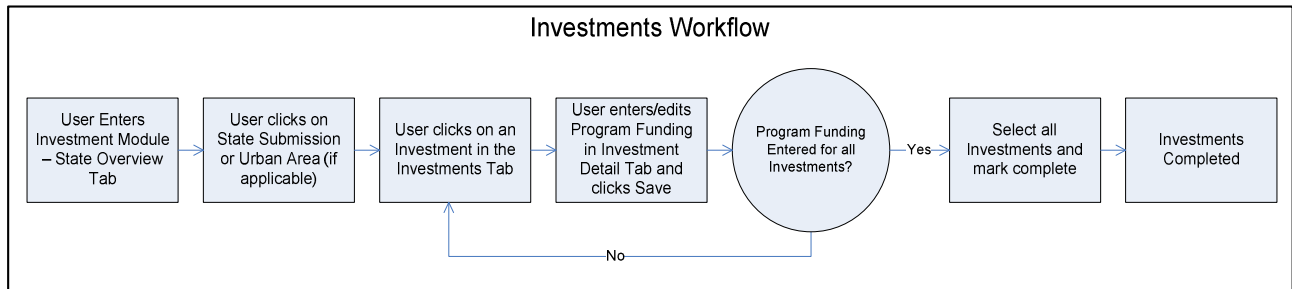 Investments Workflow
User Enters
Investment Module
– State Overview
Tab
User clicks on
State Submission
or Urban Area (if
applicable)
User clicks on an
Investment in the
Investments Tab
User enters/edits
Program Funding
in Investment
Detail Tab and
clicks Save
Program Funding
Entered for all
Investments?
Yes
Select all
Investments and
mark complete
Investments
Completed
No